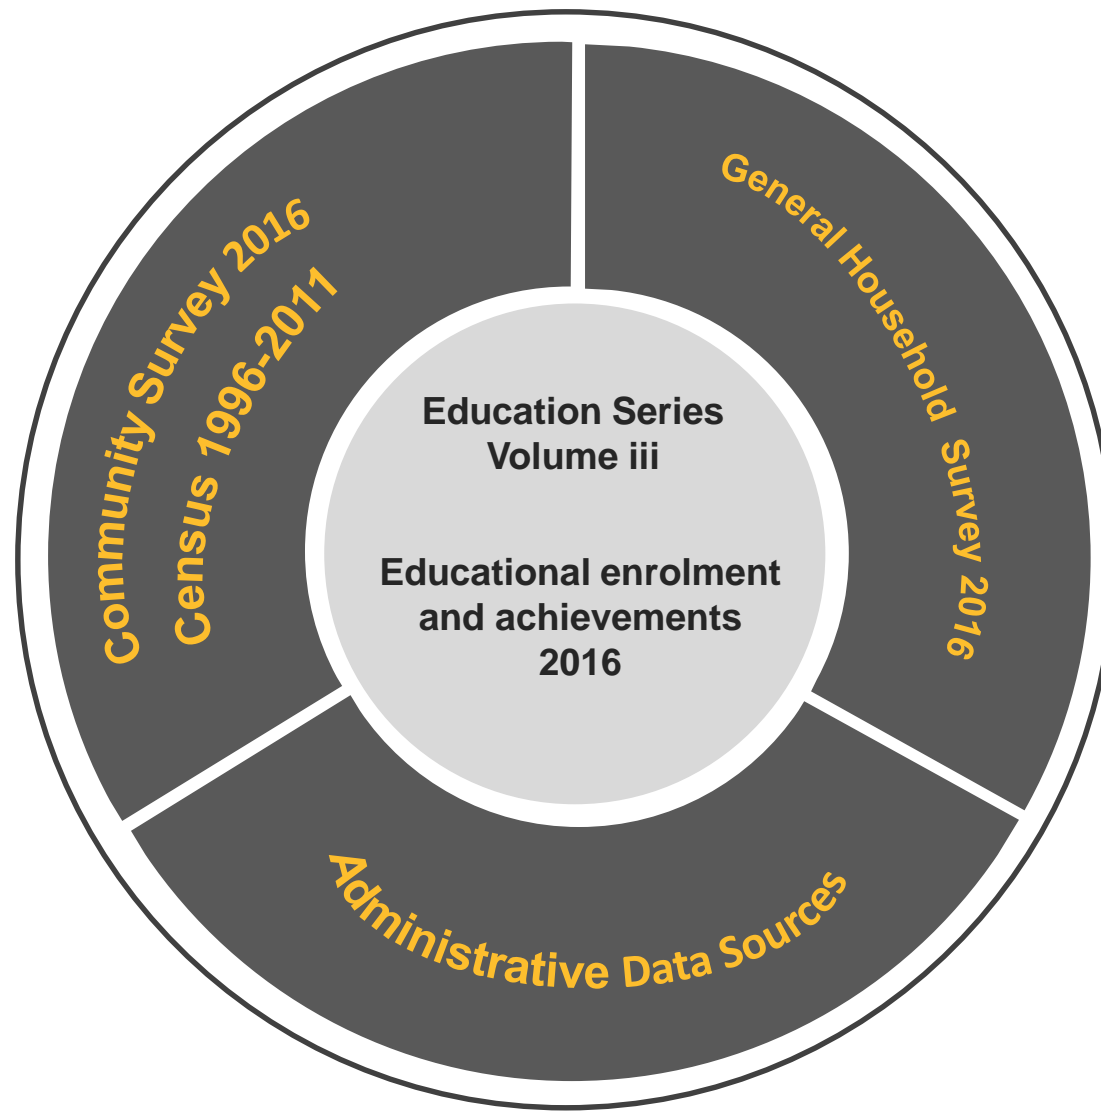 Community Survey 2016
Census 1996-2011
General Household Survey 2016
Education Series
Volume iii
Educational enrolment
and achievements
2016
Administrative Data Sources